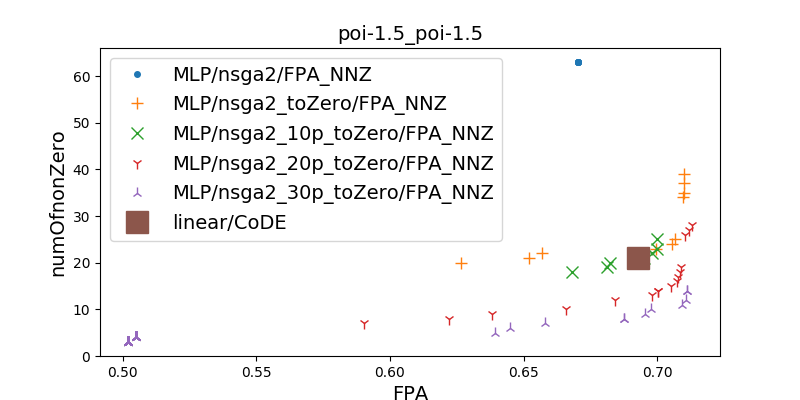 poi-1.5_poi-1.5
numOfnonZero
60
50
40
30
20
10
0
MLP/nsga2/FPA_NNZ
MLP/nsga2_toZero/FPA_NNZ
MLP/nsga2_10p_toZero/FPA_NNZ
MLP/nsga2_20p_toZero/FPA_NNZ
MLP/nsga2_30p_toZero/FPA_NNZ
linear/CoDE
0.50 0.55 0.60 0.65 0.70
FPA